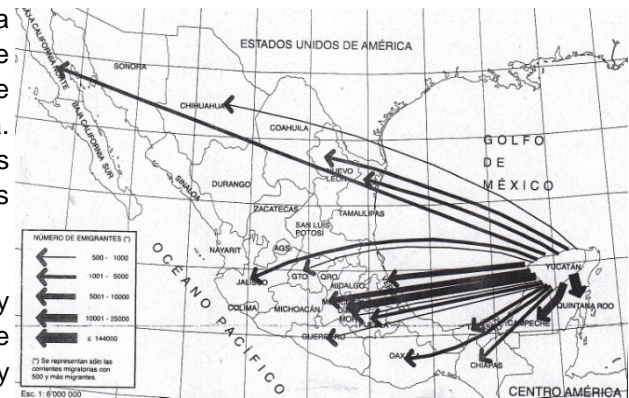 a
e
e
.
s
s
y
e
y
ESTADOS UNIDOS DE AMÉRICA
BAJA CALIFORNIA NORTE
SONORA
CHIHUAHUA
COAHUILA
BAJA CALIFORNIA SUR
GOLFO
DE
MÉXICO
NUEVO
LEÓN
SINALOA
DURANGO
ZACATECAS
TAMAULIPAS
SAN LUIS
POTOSÍ
NAYARIT
AGS
OCÉANO PACÍFICO
JALISCO
GTO
QRO
HIDALGO
YUCATÁN
COLIMA
MICHOACÁN
QUINTANA ROO
CAMPECHE
GUERRERO
OAX
CHIAPAS
CENTRO AMÉRICA
NÚMERO DE EMIGRANTES (*)
500 - 1000
1001 - 5000
5001 - 10000
10001 - 25000
≤ 144000
(*) Se representan sólo las
corrientes migratorias con
500 y más migrantes.
Esc. 1:6'000 000